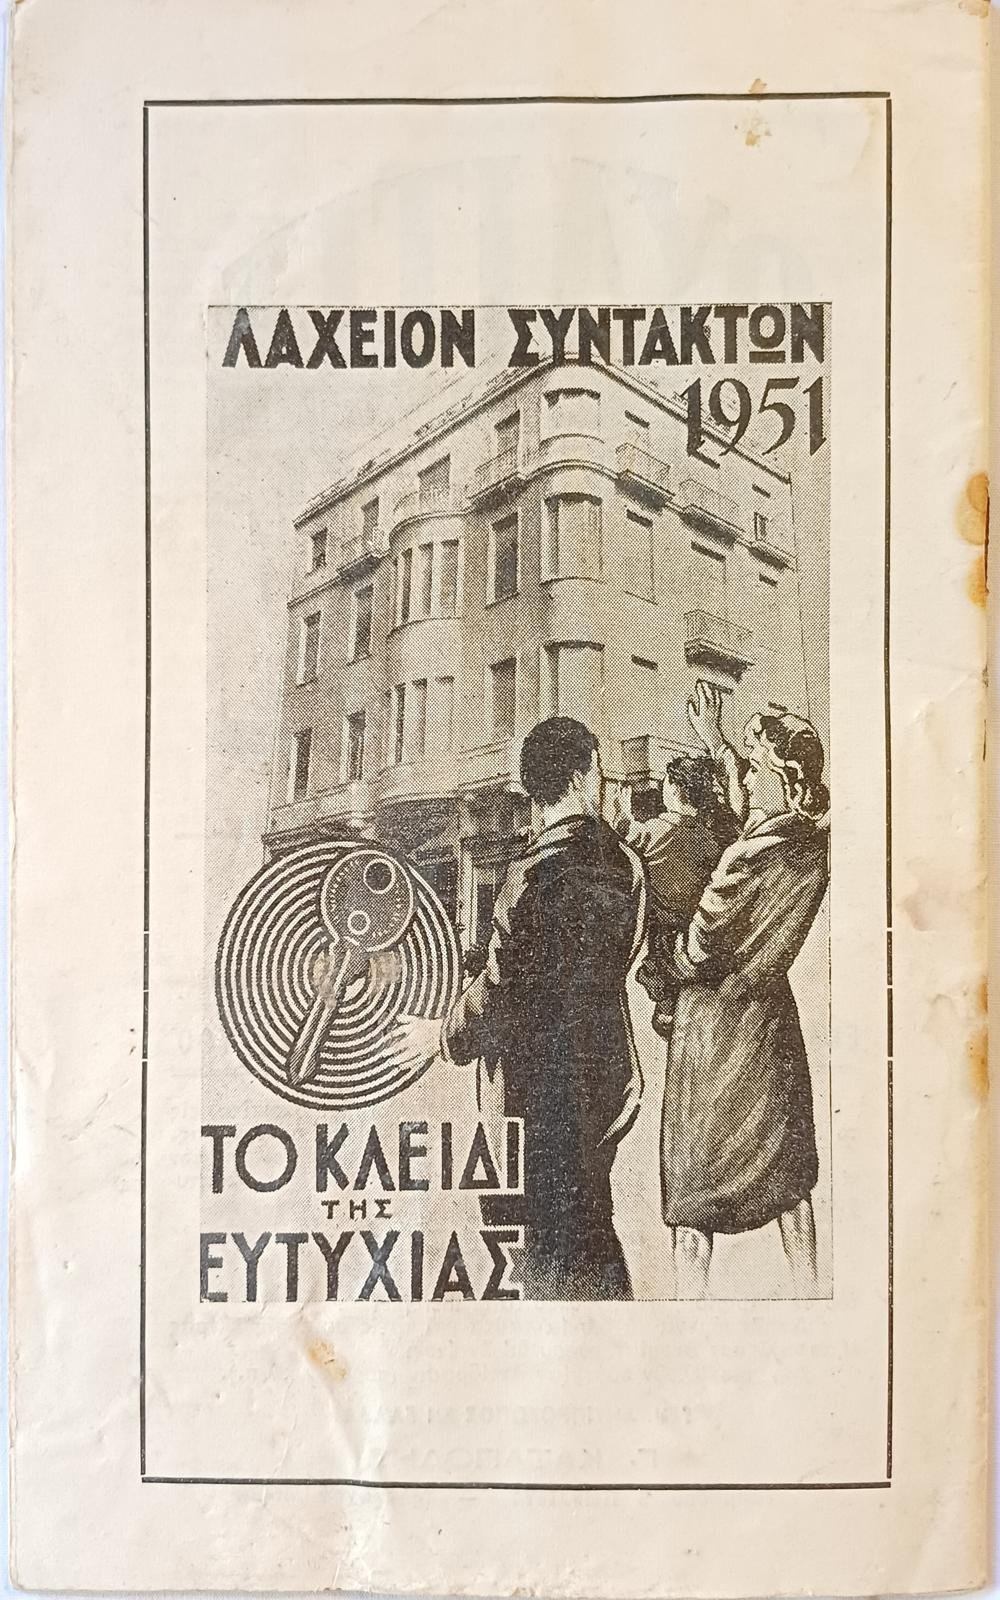 ΛΑΧΕΙΟΝ ΣΥΝΤΑΚΤΩΝ
1951
ΤΟ ΚΛΕΙΔΙ
ΤΗΣ
ΕΥΤΥΧΙΑΣ